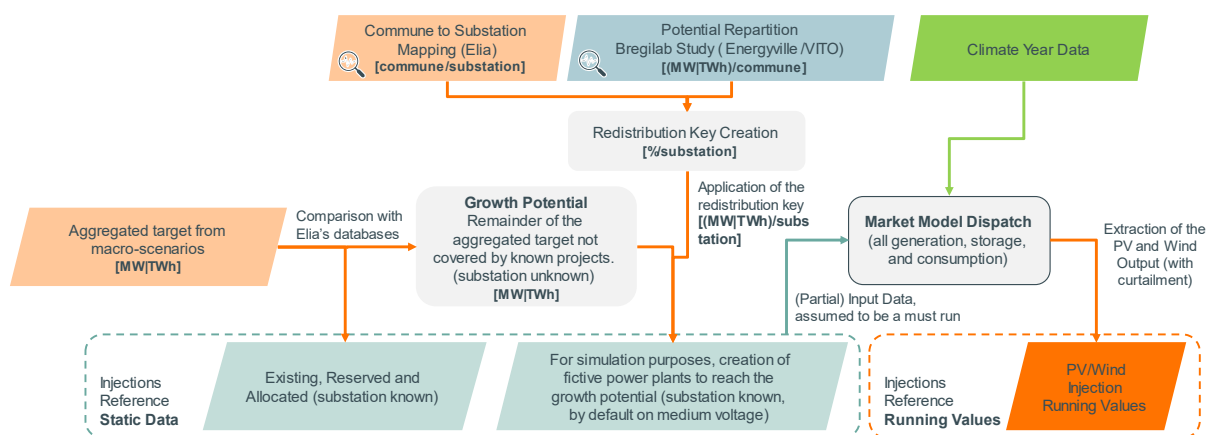 Commune to Substation
Mapping (Elia)
[commune/substation]
Potential Repartition
Bregilab Study ( Energyville /VITO)
[(MW|TWh)/commune]
Climate Year Data
Redistribution Key Creation
[%/substation]
Application of the
redistribution key
[(MW|TWh)/subs
tation]
Aggregated target from
macro-scenarios
[MW|TWh]
Comparison with
Elia's databases
Growth Potential
Remainder of the
aggregated target not
covered by known projects.
(substation unknown)
[MW|TWh]
Market Model Dispatch
(all generation, storage,
and consumption)
Extraction of the
PV and Wind
Output (with
curtailment)
(Partial) Input Data,
assumed to be a must run
Injections
Reference
Static Data
Existing, Reserved and
Allocated (substation known)
For simulation purposes, creation of
fictive power plants to reach the
growth potential (substation known,
by default on medium voltage)
Injections
Reference
Running Values
PV/Wind
Injection
Running Values